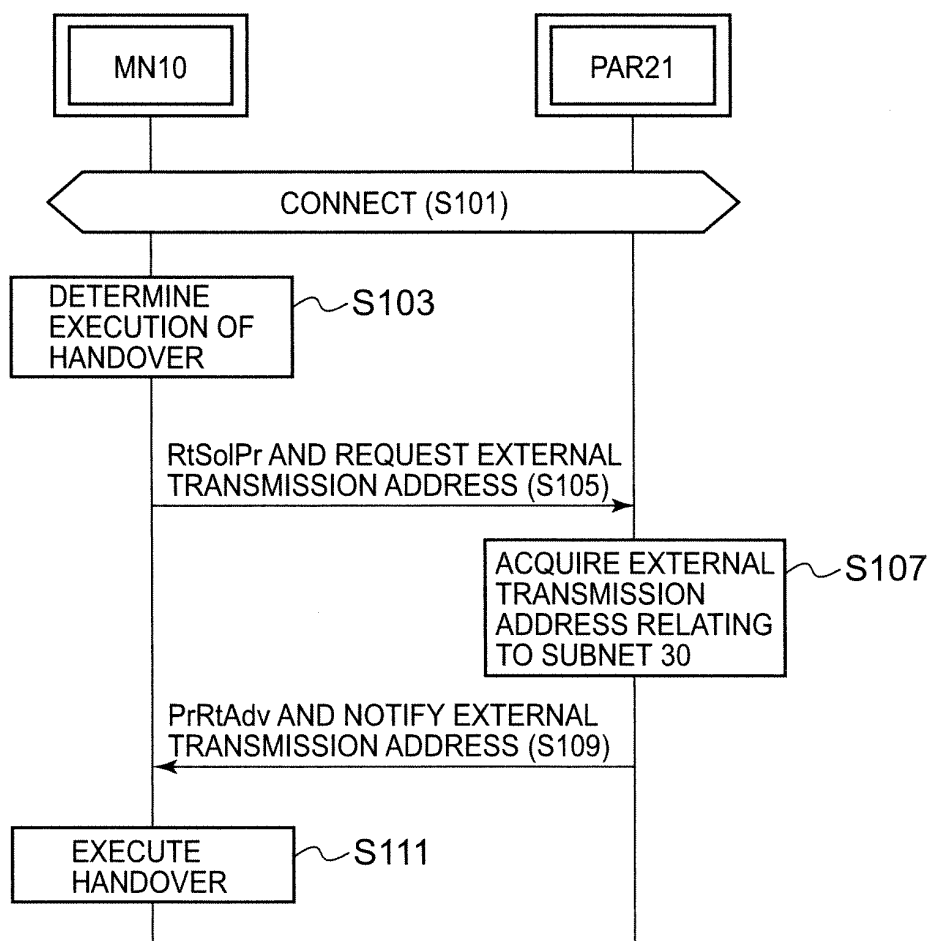 MN10
PAR21
CONNECT (S101)
DETERMINE
EXECUTION OF
HANDOVER
S103
RtSolPr AND REQUEST EXTERNAL
TRANSMISSION ADDRESS (S105)
ACQUIRE EXTERNAL
TRANSMISSION
ADDRESS RELATING
TO SUBNET 30
S107
PrRtAdv AND NOTIFY EXTERNAL
TRANSMISSION ADDRESS (S109)
EXECUTE
HANDOVER
S111